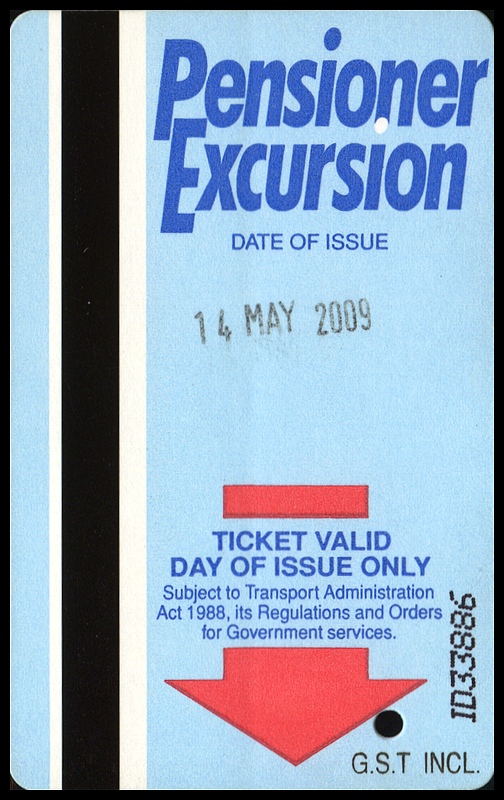 Pensioner
Excursion
DATE OF ISSUE
14 MAY 2009
TICKET VALID
DAY OF ISSUE ONLY
Subject to Transport Administration
Act 1988, its Regulations and Orders
for Government services.
ID33886
G.S.T INCL.